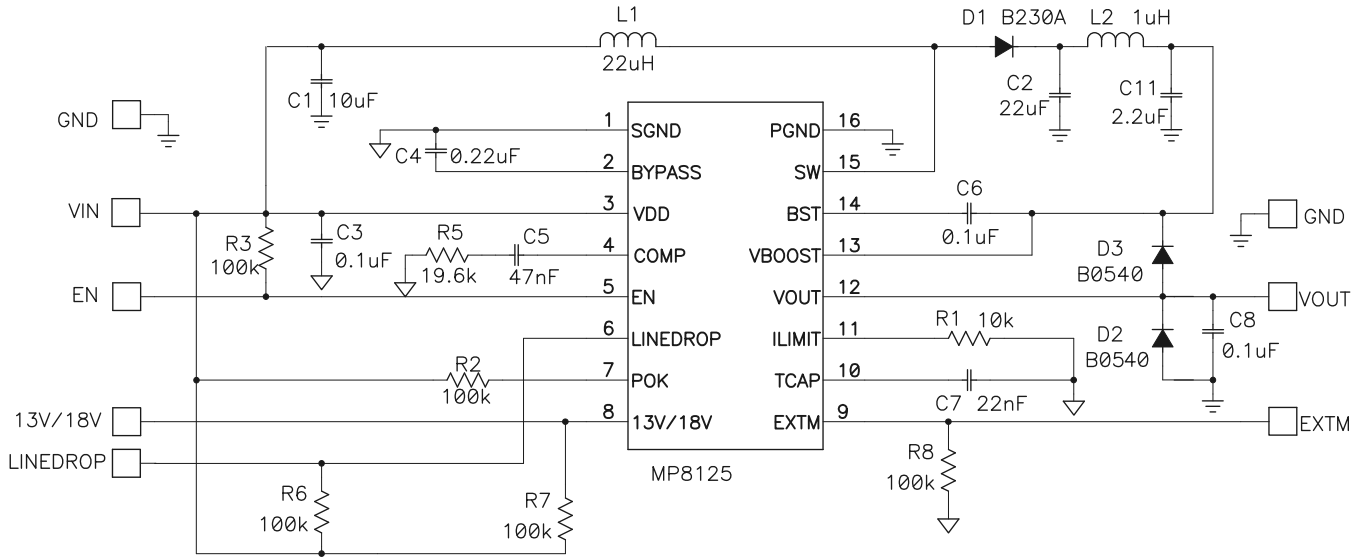 L1
22uH
D1 B230A
L2 1uH
C1 10uF
C2
22uF
C11
2.2uF
GND
1
SGND
PGND
16
C4 0.22uF
2
BYPASS
SW
15
VIN
3
VDD
BST
14
C6
0.1uF
GND
R3
100k
C3
0.1uF
R5
19.6k
C5
47nF
4
COMP
VBOOST
13
D3
B0540
EN
5
EN
VOUT
12
VOUT
6
LINEDROP
ILIMIT
11
R1 10k
D2
B0540
C8
0.1uF
R2
100k
7
POK
TCAP
10
C7 22nF
13V/18V
8
13V/18V
EXTM
9
EXTM
LINEDROP
MP8125
R8
100k
R6
100k
R7
100k